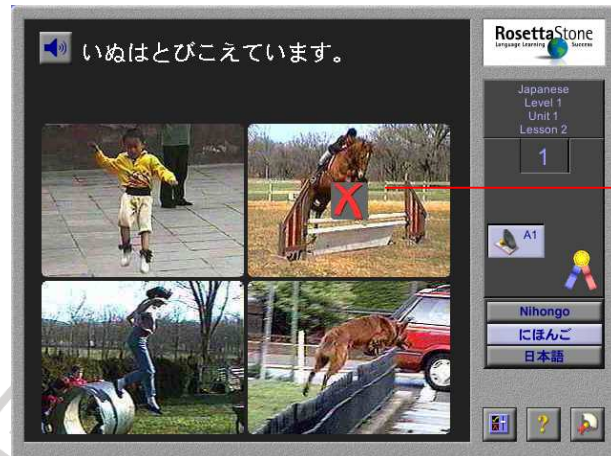 いぬはとびこえています。
RosettaStone
Language Learning Success
Japanese
Level 1
Unit 1
Lesson 2
1
A1
Nihongo
にほんご
日本語
?